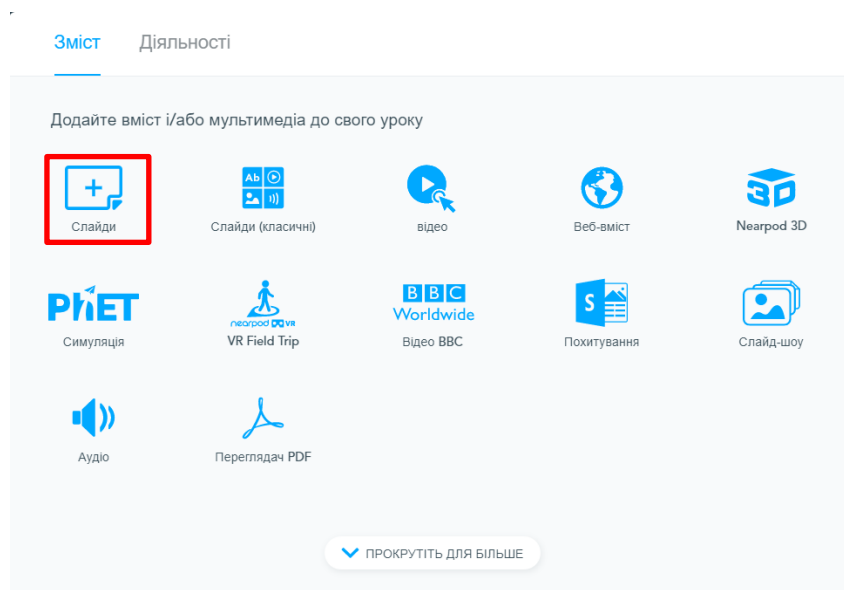 Зміст Діяльності
Додайте вміст і/або мультимедіа до свого уроку
Ab
Слайди Слайди (класичні) відео Веб-вміст Nearpod 3D
3D
PhET nearpod VR BBC Worldwide S
Симуляція VR Field Trip Відео BBC Похитування Слайд-шоу
Аудіо Переглядач PDF
ПРОКРУТІТЬ ДЛЯ БІЛЬШЕ